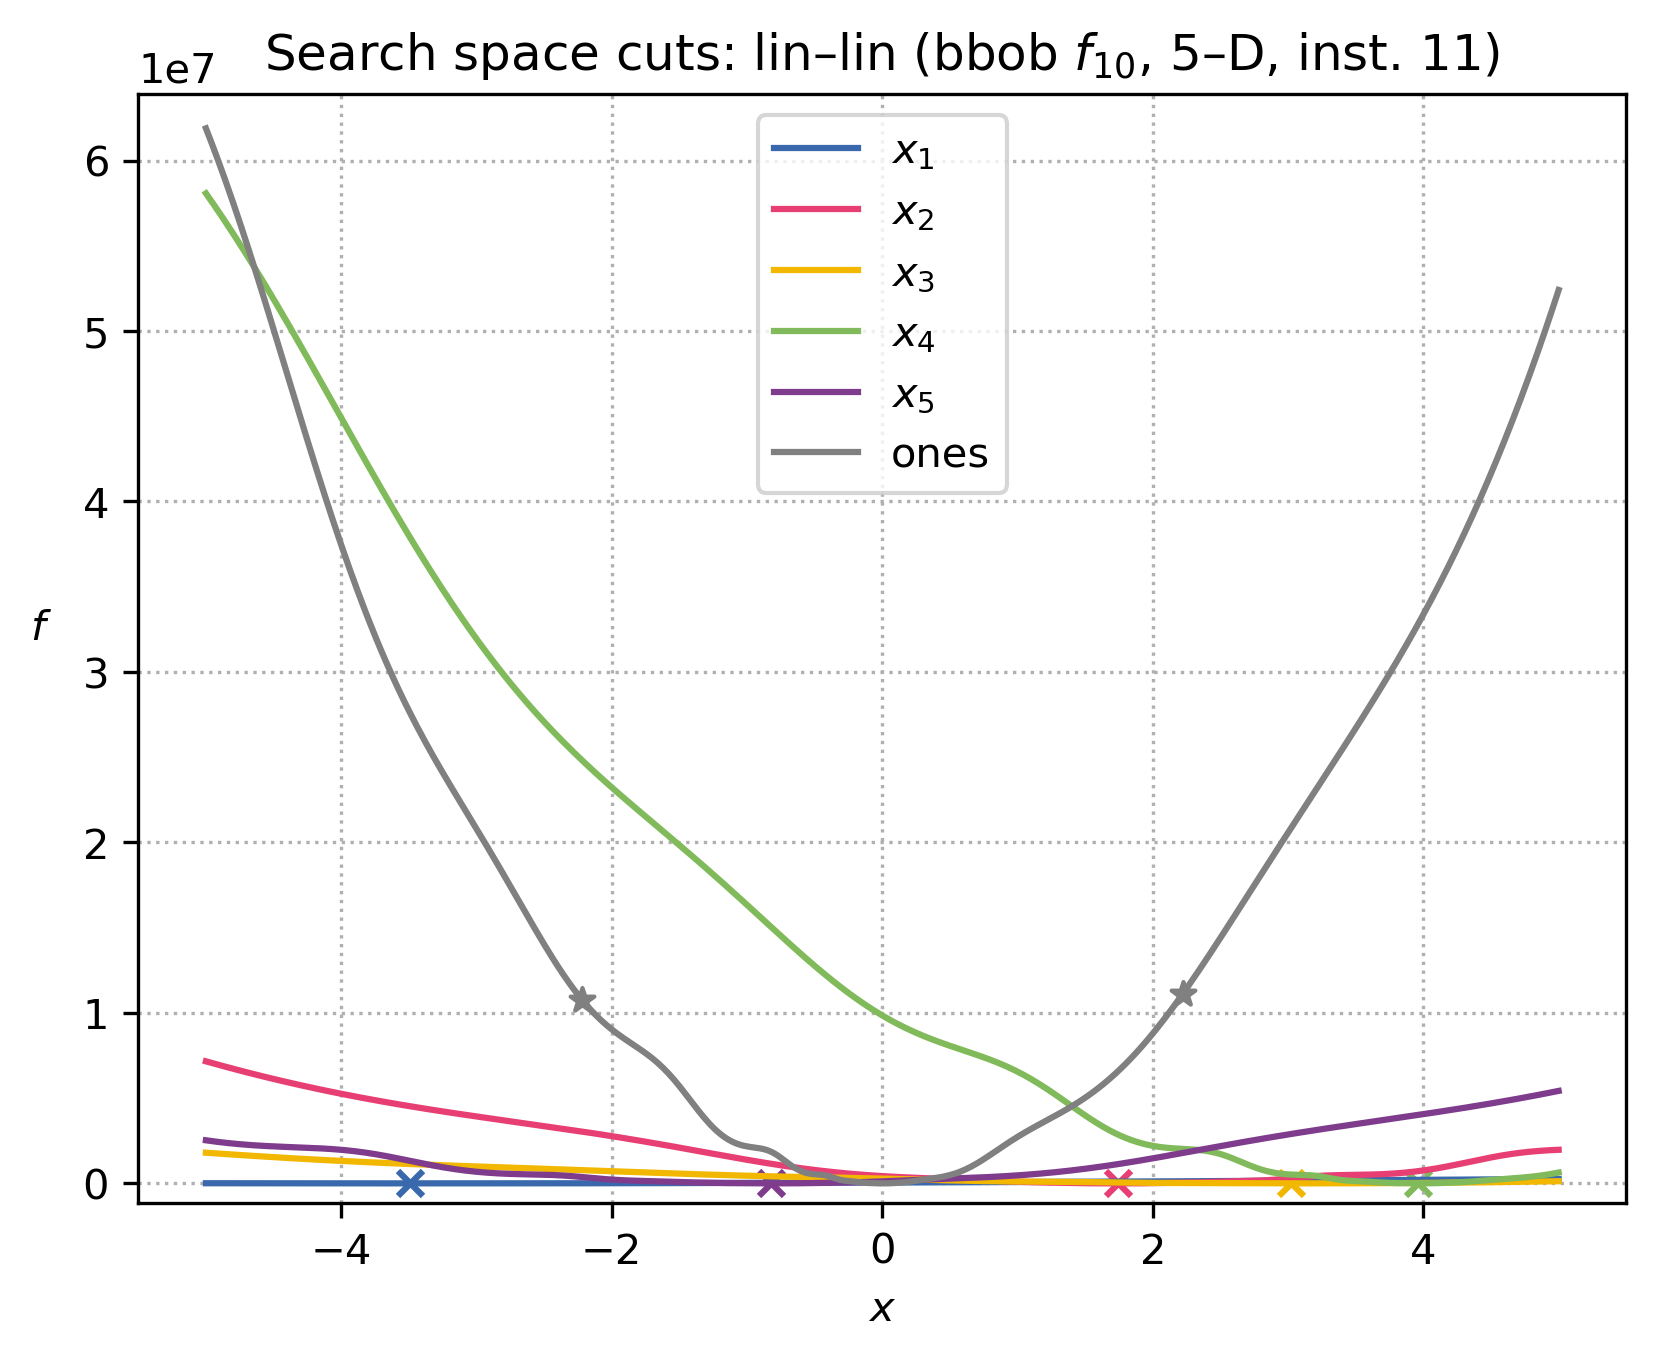 Search space cuts: lin–lin (bbob f10, 5–D, inst. 11)
1e7
x1
x2
x3
x4
x5
ones
f
6
5
4
3
2
1
0
−4
−2
0
2
4
x